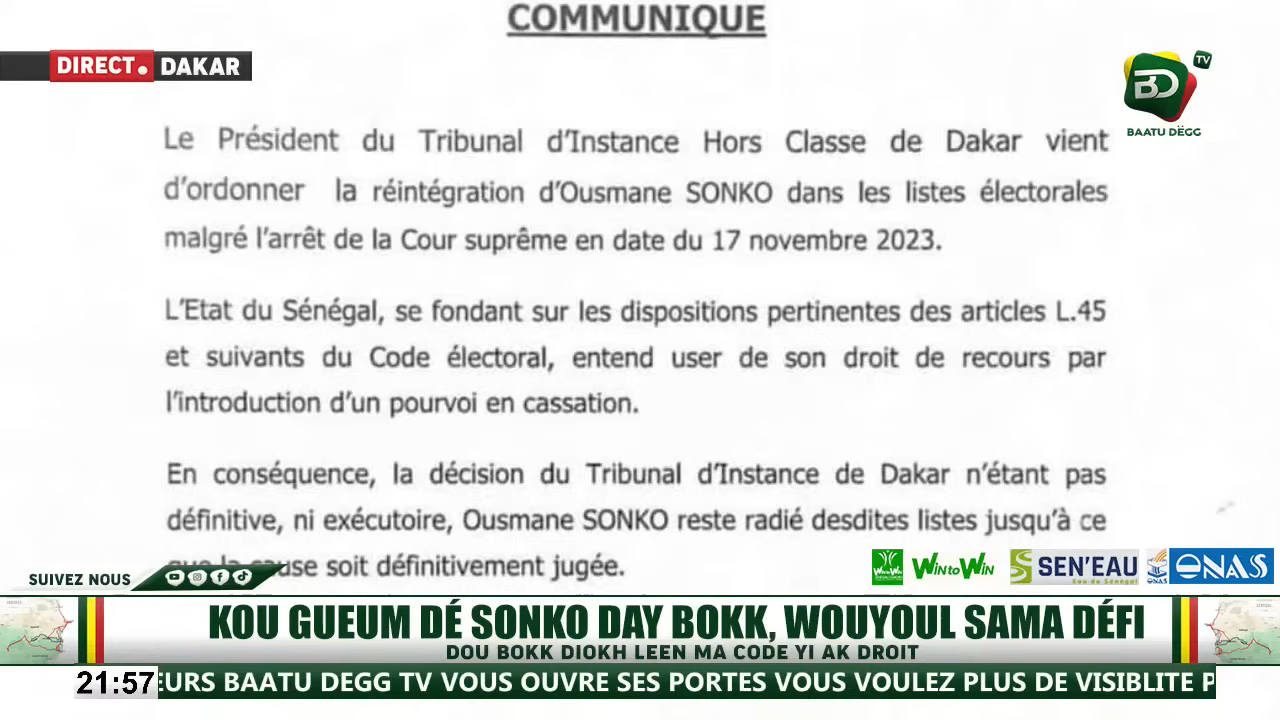 COMMUNIQUE
DIRECT. DAKAR
BD TV
BAATU DËGG
Le Président du Tribunal d'Instance Hors Classe de Dakar vient
d'ordonner la réintégration d'Ousmane SONKO dans les listes électorales
malgré l'arrêt de la Cour suprême en date du 17 novembre 2023.
L'Etat du Sénégal, se fondant sur les dispositions pertinentes des articles L.45
et suivants du Code électoral, entend user de son droit de recours par
l'introduction d'un pourvoi en cassation.
En conséquence, la décision du Tribunal d'Instance de Dakar n'étant pas
définitive, ni exécutoire, Ousmane SONKO reste radié desdites listes jusqu'à ce
que la cause soit définitivement jugée.
SUIVEZ NOUS
WIN TO WIN
SEN'EAU
Eau du Sénégal
ONAS
ONAS
KOU GUEUM DÉ SONKO DAY BOKK, WOUYOUL SAMA DÉFI
DOU BOKK DIOKH LEEN MA CODE YI AK DROIT
21:57 EURS BAATU DEGG TV VOUS OUVRE SES PORTES VOUS VOULEZ PLUS DE VISIBLITE P